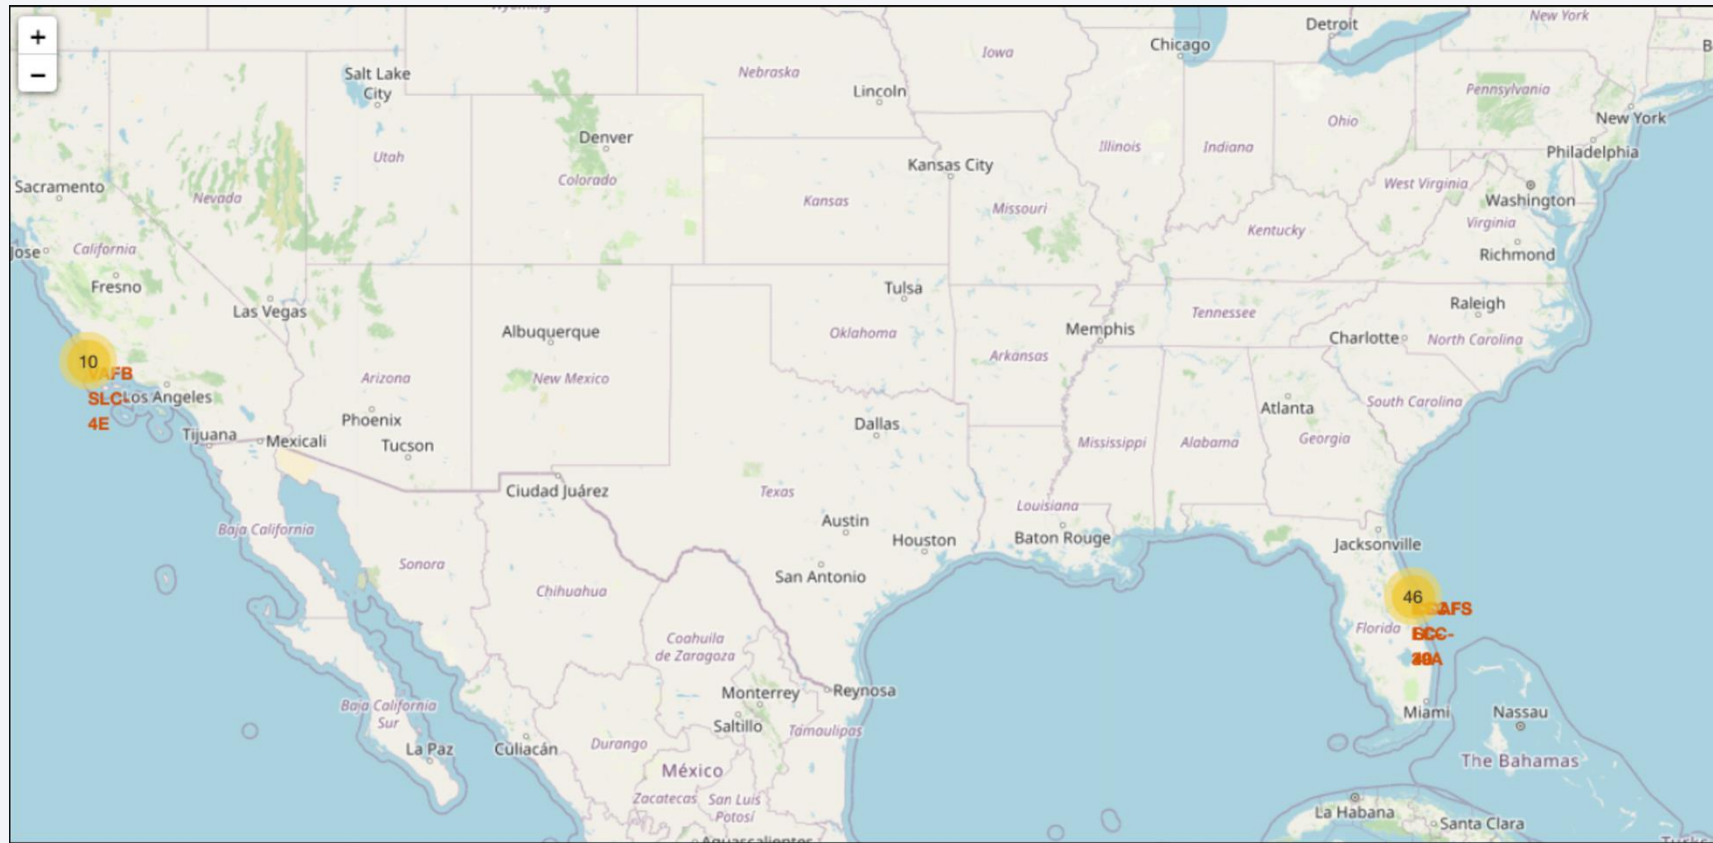 +
−
Wyoming
Detroit
New York
Chicago
Iowa
Salt Lake
City
Nebraska
Lincoln
Pennsylvania
New York
Ohio
Denver
Utah
Illinois
Indiana
Philadelphia
Kansas City
Colorado
Sacramento
Nevada
Kansas
Missouri
West Virginia
Washington
Virginia
Kentucky
California
Jose
Richmond
Fresno
Las Vegas
Tulsa
Raleigh
Tennessee
Albuquerque
Oklahoma
Memphis
Charlotte
North Carolina
Arkansas
10
VAFB
SLC-
4E
Los Angeles
Arizona
New Mexico
Phoenix
Dallas
Atlanta
South Carolina
Tijuana
Mexicali
Tucson
Mississippi
Alabama
Georgia
Ciudad Juárez
Texas
Louisiana
Austin
Houston
Baton Rouge
Jacksonville
Baja California
Sonora
Chihuahua
San Antonio
46
Florida
Coahuila
de Zaragoza
Monterrey
Reynosa
Saltillo
Tamaulipas
Baja California
Sur
Miami
Nassau
La Paz
Culiacán
Durango
The Bahamas
México
Zacatecas
San Luis
Potosí
La Habana
Santa Clara
Aguascalientes